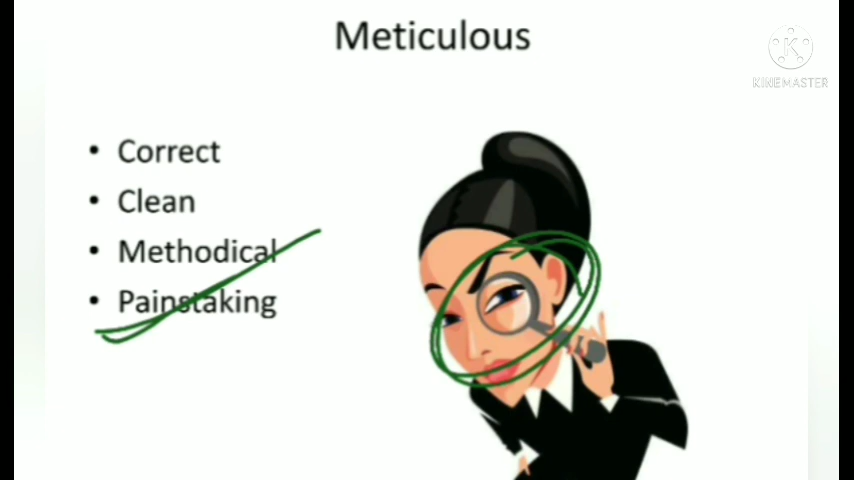 Meticulous
KINEMASTER
• Correct
• Clean
• Methodical
• Painstaking